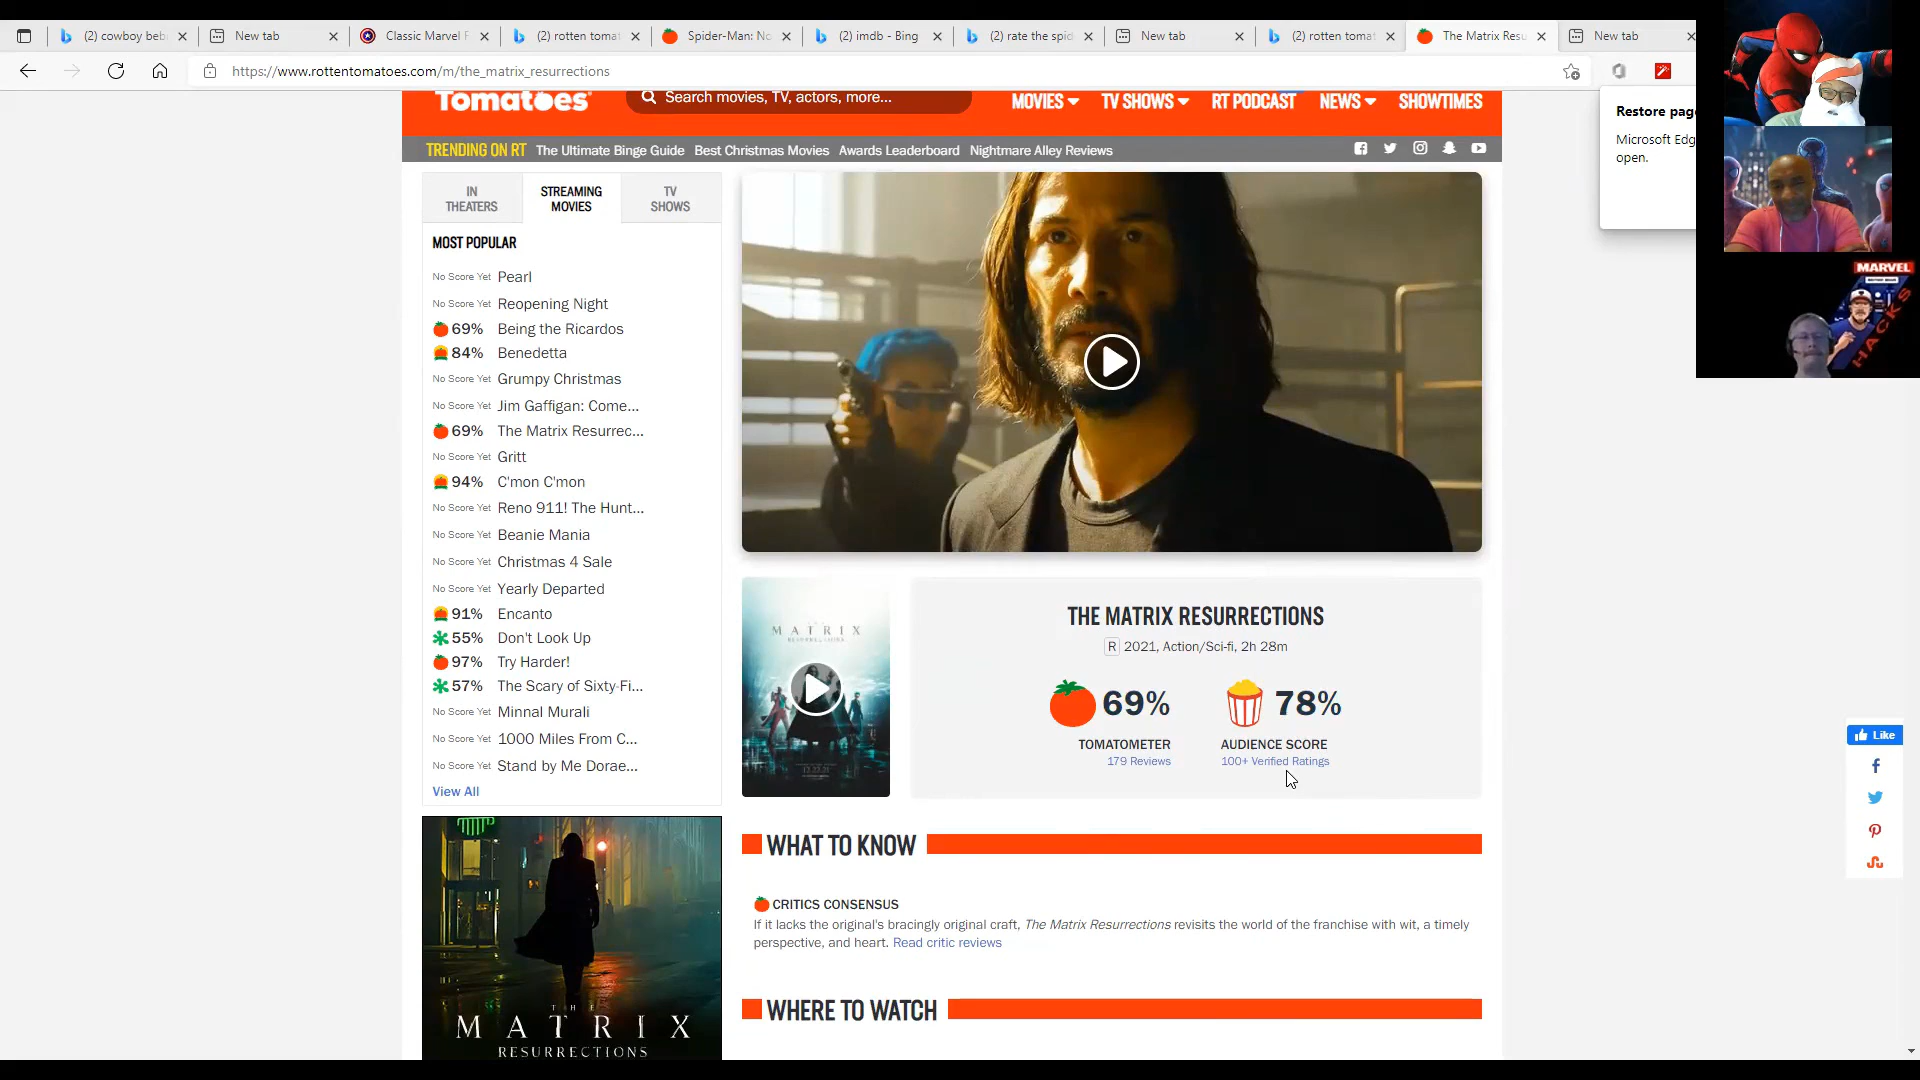 (2) cowboy beb
New tab
Classic Marvel F
(2) rotten tomat
Spider-Man: No
(2) imdb - Bing
(2) rate the spid
New tab
(2) rotten tomat
The Matrix Resu
New tab
https://www.rottentomatoes.com/m/the_matrix_resurrections
Tomatoes
Search movies, TV, actors, more...
MOVIES
TV SHOWS
RT PODCAST
NEWS
SHOWTIMES
Restore pag
Microsoft Edg
open.
TRENDING ON RT The Ultimate Binge Guide Best Christmas Movies Awards Leaderboard Nightmare Alley Reviews
IN THEATERS
STREAMING MOVIES
TV SHOWS
MOST POPULAR
No Score Yet Pearl
No Score Yet Reopening Night
69% Being the Ricardos
84% Benedetta
No Score Yet Grumpy Christmas
No Score Yet Jim Gaffigan: Come...
69% The Matrix Resurrec...
No Score Yet Gritt
94% C'mon C'mon
No Score Yet Reno 911! The Hunt...
No Score Yet Beanie Mania
No Score Yet Christmas 4 Sale
No Score Yet Yearly Departed
91% Encanto
55% Don't Look Up
97% Try Harder!
57% The Scary of Sixty-Fi...
No Score Yet Minnal Murali
No Score Yet 1000 Miles From C...
No Score Yet Stand by Me Dorae...
View All
THE
MATRIX
RESURRECTIONS
MATRIX
RESURRECTIONS
THE MATRIX RESURRECTIONS
R 2021, Action/Sci-fi, 2h 28m
69% 78%
TOMATOMETER AUDIENCE SCORE
179 Reviews 100+ Verified Ratings
WHAT TO KNOW
CRITICS CONSENSUS
If it lacks the original's bracingly original craft, The Matrix Resurrections revisits the world of the franchise with wit, a timely
perspective, and heart. Read critic reviews
WHERE TO WATCH
Like
MARVEL
HACKS